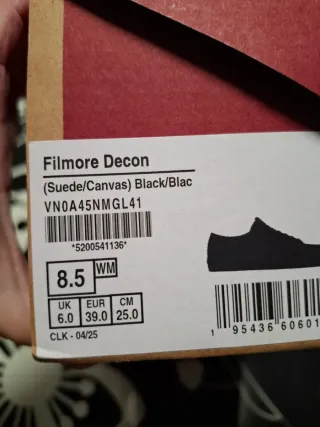 Filmore Decon
(Suede/Canvas) Black/Blac
VN0A45NMGL41
*5200541136*
8.5 WM
UK EUR CM
6.0 39.0 25.0
CLK - 04/25
1 95436 60601